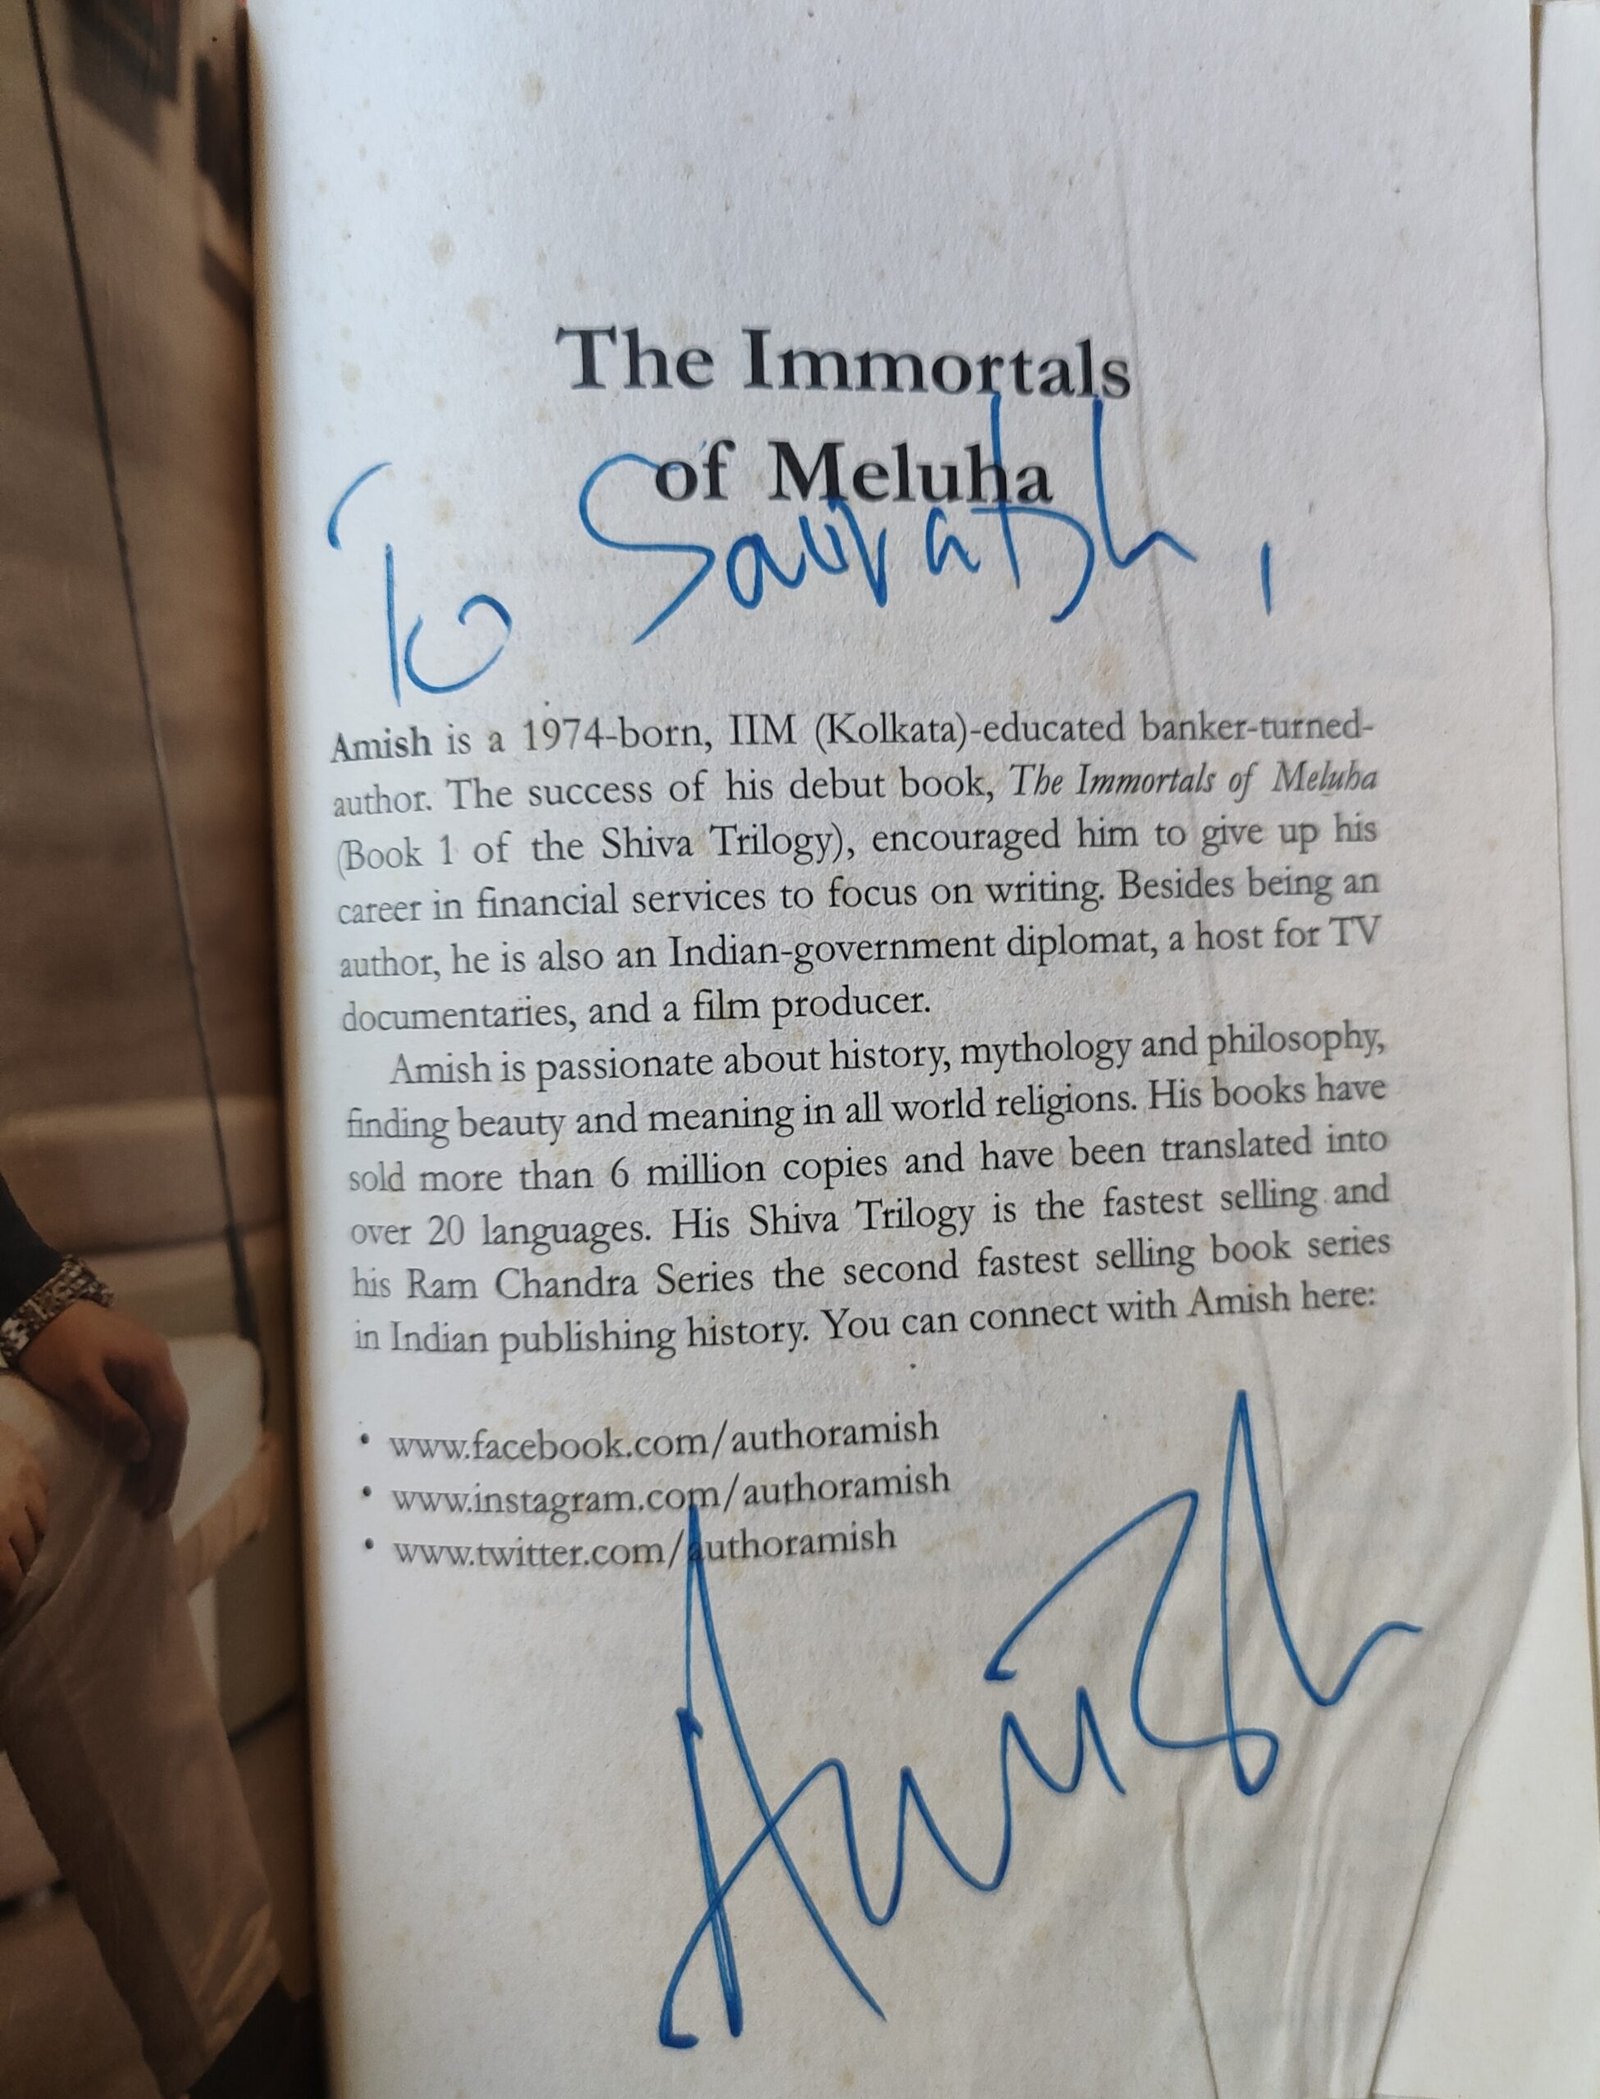 The Immortals
of Meluha
To Saurabh,
Amish is a 1974-born, IIM (Kolkata)-educated banker-turned-
author. The success of his debut book, The Immortals of Meluha
(Book 1 of the Shiva Trilogy), encouraged him to give up his
career in financial services to focus on writing. Besides being an
author, he is also an Indian-government diplomat, a host for TV
documentaries, and a film producer.
Amish is passionate about history, mythology and philosophy,
finding beauty and meaning in all world religions. His books have
sold more than 6 million copies and have been translated into
over 20 languages. His Shiva Trilogy is the fastest selling and
his Ram Chandra Series the second fastest selling book series
in Indian publishing history. You can connect with Amish here:
• www.facebook.com/authoramish
• www.instagram.com/authoramish
• www.twitter.com/authoramish
Amish